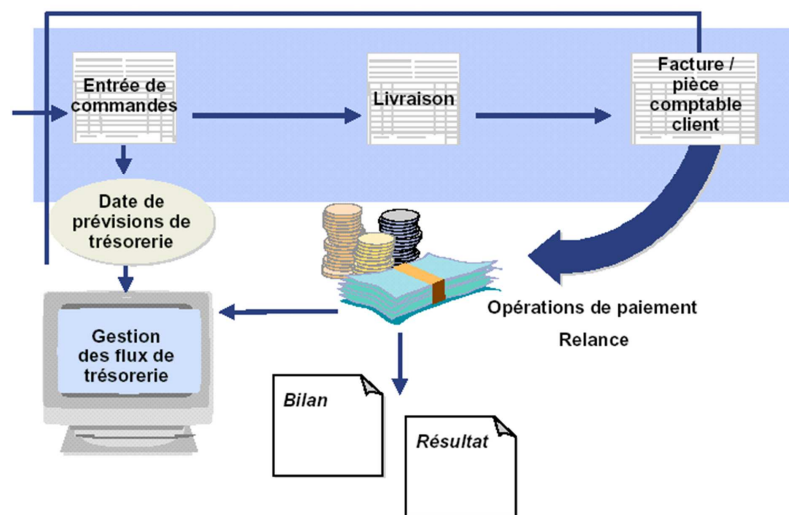 Entrée de
commandes
Livraison
Facture /
pièce
comptable
client
Date de
prévisions de
trésorerie
Gestion
des flux de
trésorerie
Opérations de paiement
Relance
Bilan
Résultat